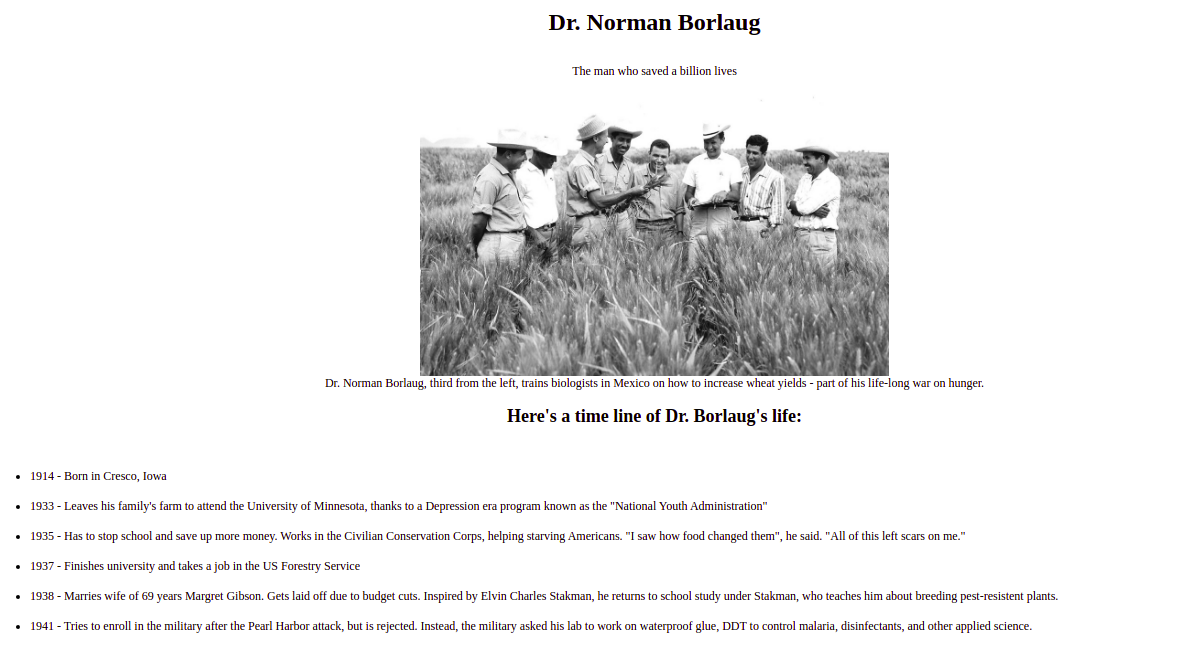 Dr. Norman Borlaug
The man who saved a billion lives
Dr. Norman Borlaug, third from the left, trains biologists in Mexico on how to increase wheat yields - part of his life-long war on hunger.
Here's a time line of Dr. Borlaug's life:
1914 - Born in Cresco, Iowa
1933 - Leaves his family's farm to attend the University of Minnesota, thanks to a Depression era program known as the "National Youth Administration"
1935 - Has to stop school and save up more money. Works in the Civilian Conservation Corps, helping starving Americans. "I saw how food changed them", he said. "All of this left scars on me."
1937 - Finishes university and takes a job in the US Forestry Service
1938 - Marries wife of 69 years Margret Gibson. Gets laid off due to budget cuts. Inspired by Elvin Charles Stakman, he returns to school study under Stakman, who teaches him about breeding pest-resistent plants.
1941 - Tries to enroll in the military after the Pearl Harbor attack, but is rejected. Instead, the military asked his lab to work on waterproof glue, DDT to control malaria, disinfectants, and other applied science.